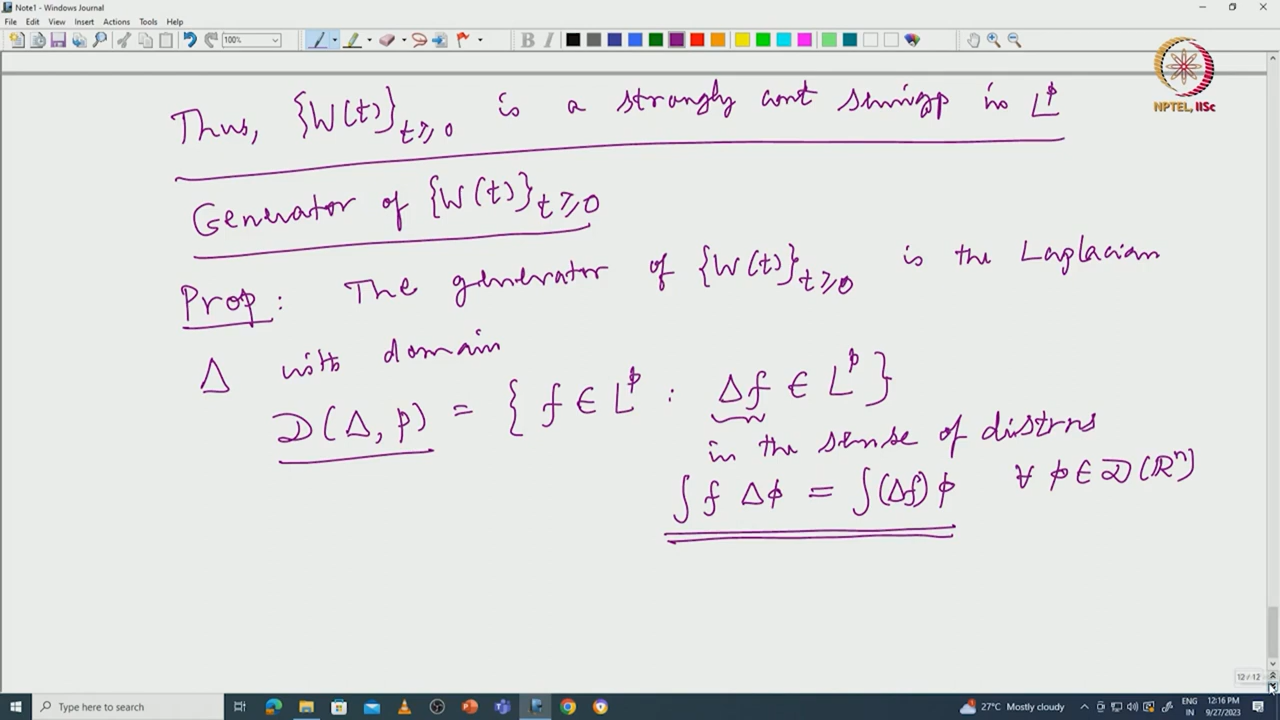 Note1 - Windows Journal
File Edit View Insert Actions Tools Help
100%
NPTEL, IISc
Thus, {W(t)}_{t≥0} is a strongly cont semigp in L^p
Generator of {W(t)}_{t≥0}
Prop: The generator of {W(t)}_{t≥0} is the Laplacian
Δ with domain
𝒟(Δ, p) = { f ∈ L^p : Δf ∈ L^p }
in the sense of distrns
∫ f Δϕ = ∫(Δf) ϕ ∀ ϕ ∈ 𝒟(ℝ^n)
12 / 12
Type here to search
27°C Mostly cloudy
ENG
IN
12:16 PM
9/27/2023